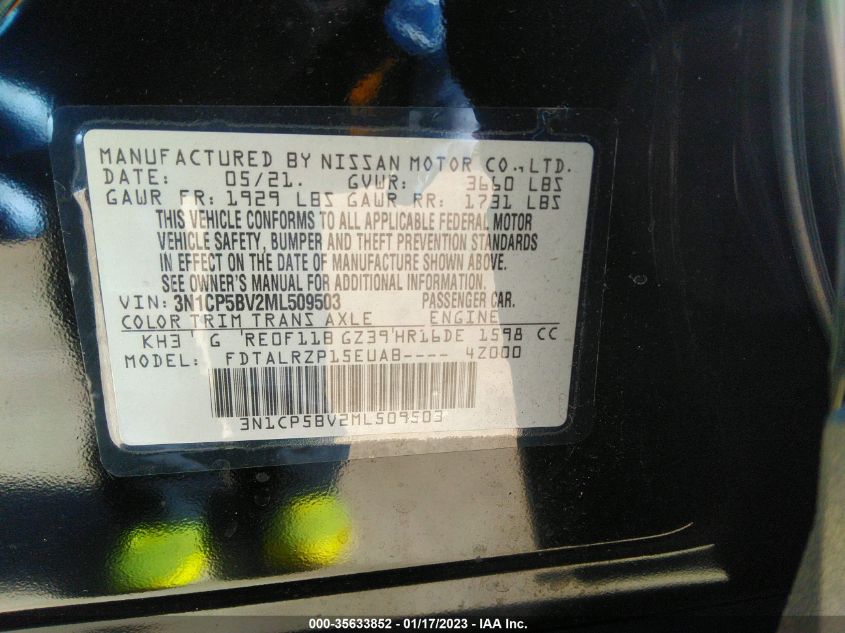 MANUFACTURED BY NISSAN MOTOR CO.,LTD.
DATE: 05/21. GVWR: 3660 LBS
GAWR FR: 1929 LBS GAWR RR: 1731 LBS
THIS VEHICLE CONFORMS TO ALL APPLICABLE FEDERAL MOTOR
VEHICLE SAFETY, BUMPER AND THEFT PREVENTION STANDARDS
IN EFFECT ON THE DATE OF MANUFACTURE SHOWN ABOVE.
SEE OWNER'S MANUAL FOR ADDITIONAL INFORMATION.
VIN: 3N1CP5BV2ML509503 PASSENGER CAR.
COLOR TRIM TRANS AXLE ENGINE
KH3 G RE0F11B GZ39 HR16DE 1598 CC
MODEL: FDTALRZP15EUAB---- 4Z000
3N1CP5BV2ML509503
000-35633852 — 01/17/2023 — IAA Inc.